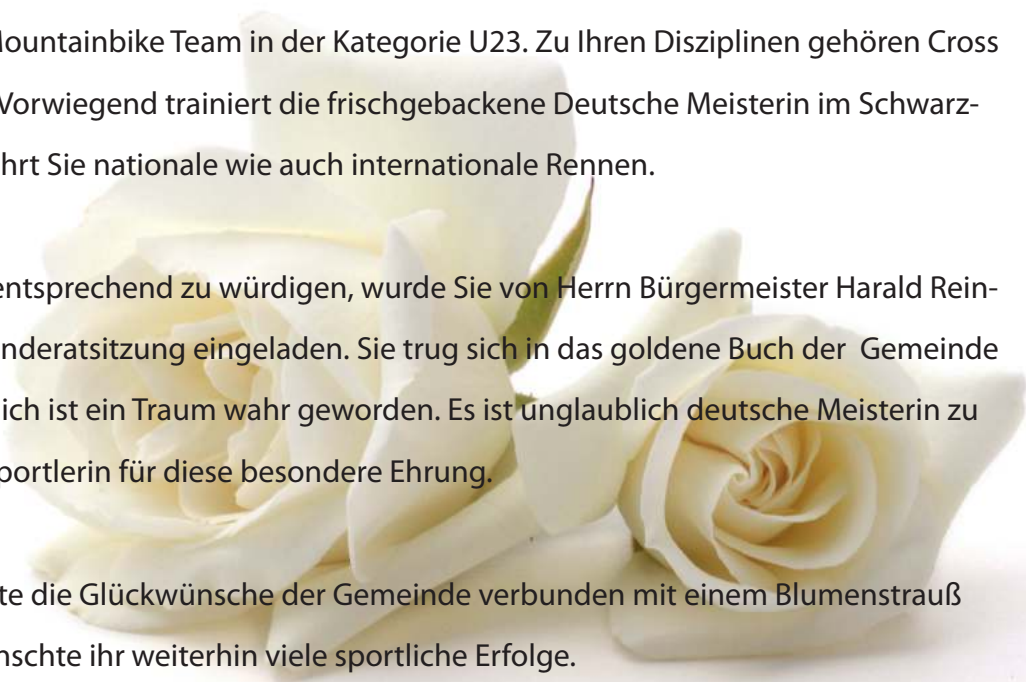 Mountainbike Team in der Kategorie U23. Zu Ihren Disziplinen gehören Cross
Vorwiegend trainiert die frischgebackene Deutsche Meisterin im Schwarz-
hrt Sie nationale wie auch internationale Rennen.
entsprechend zu würdigen, wurde Sie von Herrn Bürgermeister Harald Rein-
nderatsitzung eingeladen. Sie trug sich in das goldene Buch der Gemeinde
ich ist ein Traum wahr geworden. Es ist unglaublich deutsche Meisterin zu
portlerin für diese besondere Ehrung.
te die Glückwünsche der Gemeinde verbunden mit einem Blumenstrauß
nschte ihr weiterhin viele sportliche Erfolge.